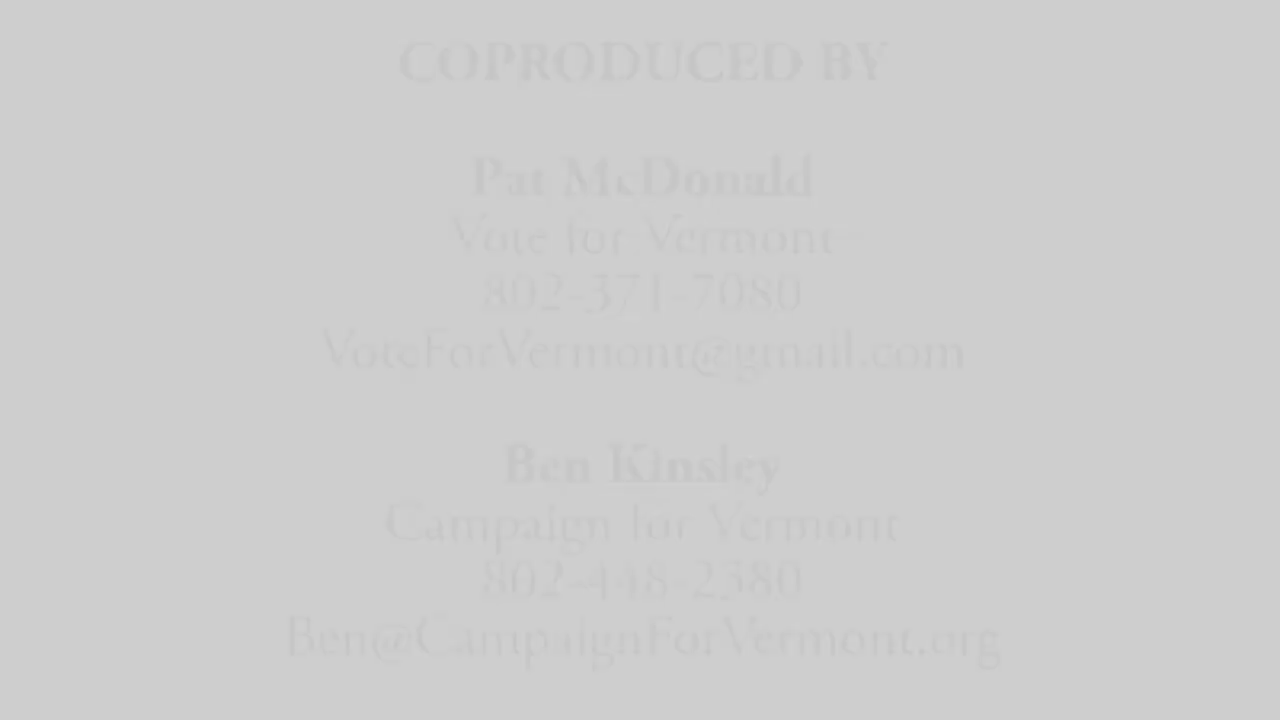 COPRODUCED BY
Pat McDonald
Vote for Vermont
802-371-7080
VoteForVermont@gmail.com
Ben Kinsley
Campaign for Vermont
802-448-2380
Ben@CampaignForVermont.org